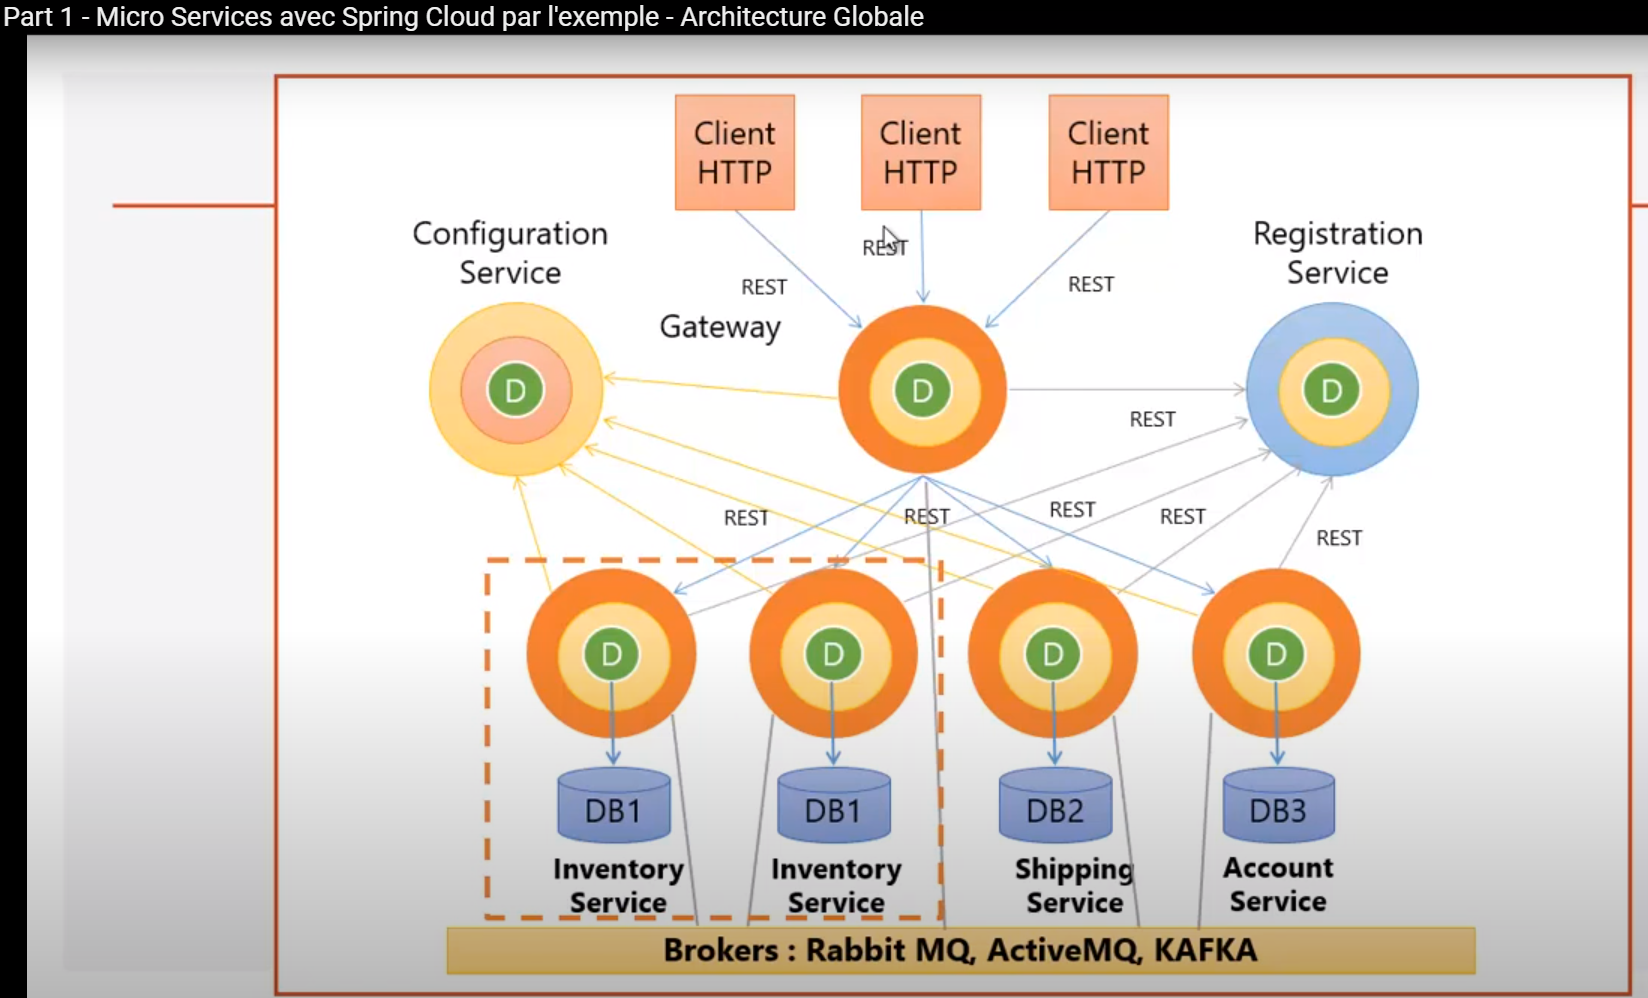 Part 1 - Micro Services avec Spring Cloud par l'exemple - Architecture Globale
Client
HTTP
Client
HTTP
Client
HTTP
Configuration
Service
Registration
Service
REST
REST
REST
Gateway
D
D
D
REST
REST
REST
REST
REST
REST
D
D
D
D
DB1
DB1
DB2
DB3
Inventory
Service
Inventory
Service
Shipping
Service
Account
Service
Brokers : Rabbit MQ, ActiveMQ, KAFKA